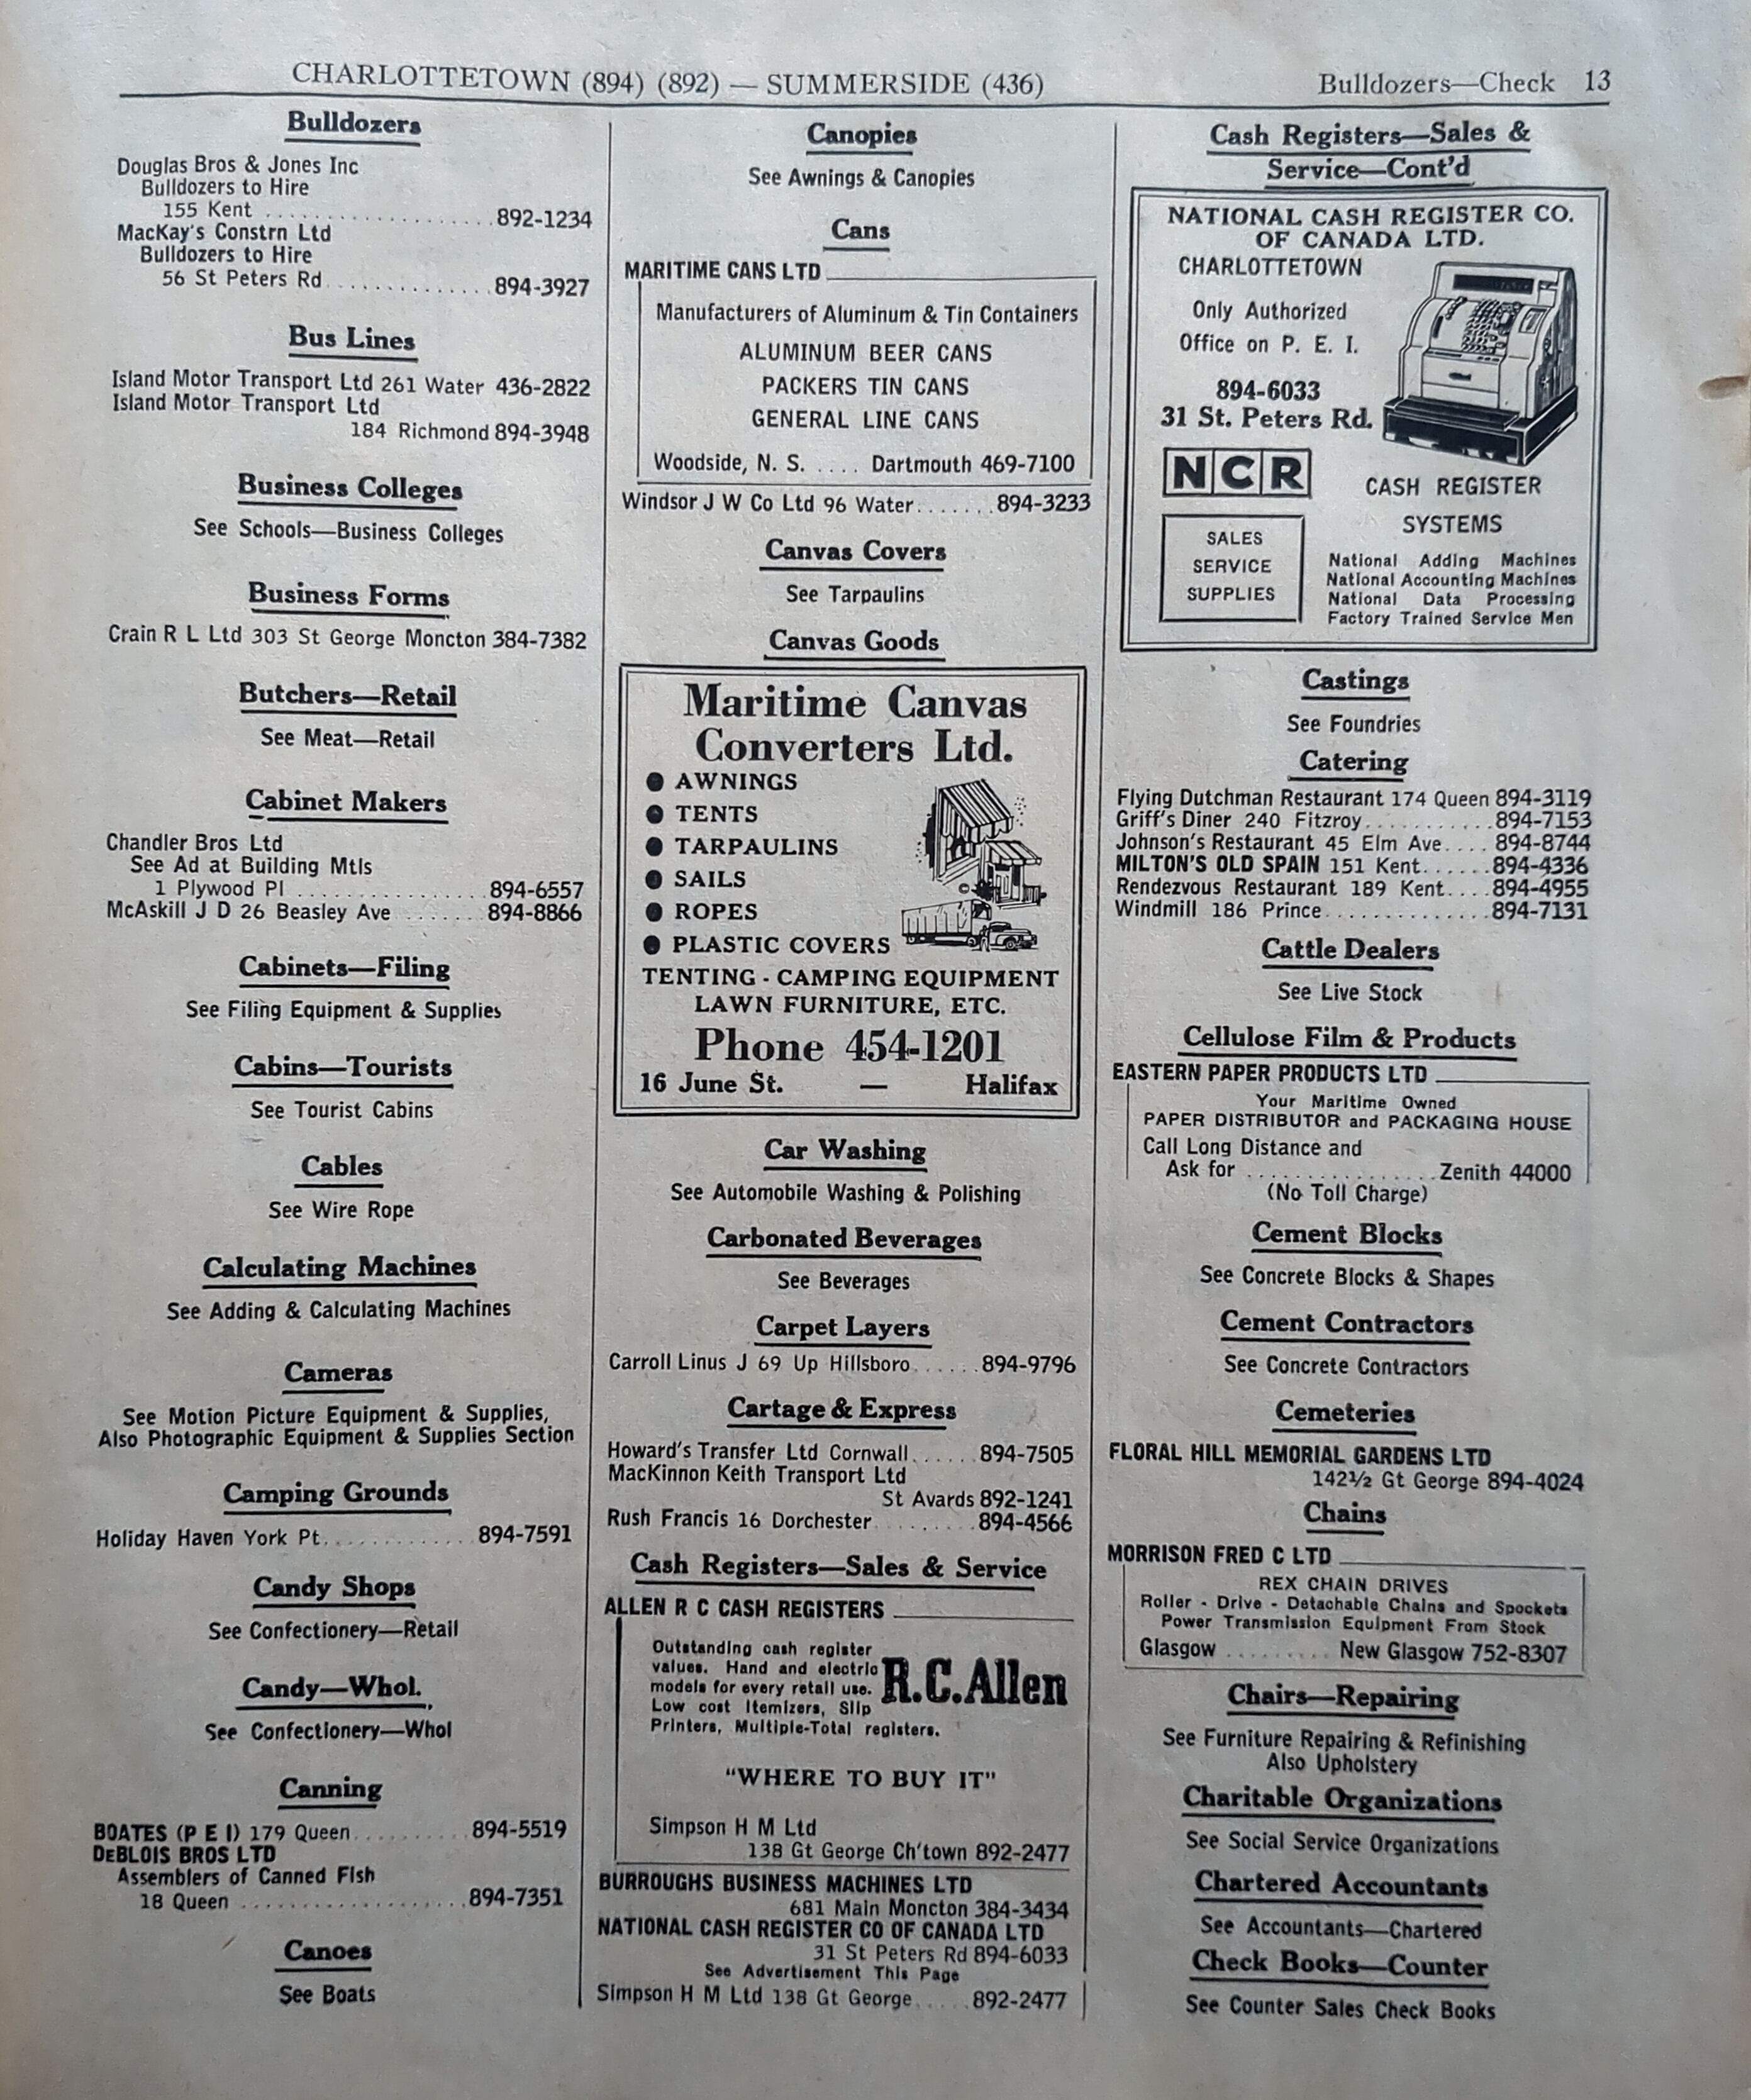 CHARLOTTETOWN (894) (892) — SUMMERSIDE (436)
Bulldozers—Check 13
Bulldozers
Douglas Bros & Jones Inc
Bulldozers to Hire
155 Kent ................... 892-1234
MacKay's Constrn Ltd
Bulldozers to Hire
56 St Peters Rd ............. 894-3927
Bus Lines
Island Motor Transport Ltd 261 Water 436-2822
Island Motor Transport Ltd
184 Richmond 894-3948
Business Colleges
See Schools—Business Colleges
Business Forms
Crain R L Ltd 303 St George Moncton 384-7382
Butchers—Retail
See Meat—Retail
Cabinet Makers
Chandler Bros Ltd
See Ad at Building Mtls
1 Plywood Pl ................ 894-6557
McAskill J D 26 Beasley Ave ....... 894-8866
Cabinets—Filing
See Filing Equipment & Supplies
Cabins—Tourists
See Tourist Cabins
Cables
See Wire Rope
Calculating Machines
See Adding & Calculating Machines
Cameras
See Motion Picture Equipment & Supplies,
Also Photographic Equipment & Supplies Section
Camping Grounds
Holiday Haven York Pt ............. 894-7591
Candy Shops
See Confectionery—Retail
Candy—Whol.
See Confectionery—Whol
Canning
BOATES (P E I) 179 Queen .......... 894-5519
DeBLOIS BROS LTD
Assemblers of Canned Fish
18 Queen ................... 894-7351
Canoes
See Boats
Canopies
See Awnings & Canopies
Cans
MARITIME CANS LTD
Manufacturers of Aluminum & Tin Containers
ALUMINUM BEER CANS
PACKERS TIN CANS
GENERAL LINE CANS
Woodside, N. S. .... Dartmouth 469-7100
Windsor J W Co Ltd 96 Water ....... 894-3233
Canvas Covers
See Tarpaulins
Canvas Goods
Maritime Canvas
Converters Ltd.
● AWNINGS
● TENTS
● TARPAULINS
● SAILS
● ROPES
● PLASTIC COVERS
TENTING - CAMPING EQUIPMENT
LAWN FURNITURE, ETC.
Phone 454-1201
16 June St. — Halifax
Car Washing
See Automobile Washing & Polishing
Carbonated Beverages
See Beverages
Carpet Layers
Carroll Linus J 69 Up Hillsboro ...... 894-9796
Cartage & Express
Howard's Transfer Ltd Cornwall ...... 894-7505
MacKinnon Keith Transport Ltd
St Avards 892-1241
Rush Francis 16 Dorchester ......... 894-4566
Cash Registers—Sales & Service
ALLEN R C CASH REGISTERS
Outstanding cash register
values. Hand and electric
models for every retail use.
Low cost Itemizers, Slip
Printers, Multiple-Total registers.
R.C.Allen
"WHERE TO BUY IT"
Simpson H M Ltd
138 Gt George Ch'town 892-2477
BURROUGHS BUSINESS MACHINES LTD
681 Main Moncton 384-3434
NATIONAL CASH REGISTER CO OF CANADA LTD
31 St Peters Rd 894-6033
See Advertisement This Page
Simpson H M Ltd 138 Gt George ..... 892-2477
Cash Registers—Sales &
Service—Cont'd
NATIONAL CASH REGISTER CO.
OF CANADA LTD.
CHARLOTTETOWN
Only Authorized
Office on P. E. I.
894-6033
31 St. Peters Rd.
NCR
CASH REGISTER
SYSTEMS
SALES
SERVICE
SUPPLIES
National Adding Machines
National Accounting Machines
National Data Processing
Factory Trained Service Men
Castings
See Foundries
Catering
Flying Dutchman Restaurant 174 Queen 894-3119
Griff's Diner 240 Fitzroy ........... 894-7153
Johnson's Restaurant 45 Elm Ave .... 894-8744
MILTON'S OLD SPAIN 151 Kent ...... 894-4336
Rendezvous Restaurant 189 Kent .... 894-4955
Windmill 186 Prince .............. 894-7131
Cattle Dealers
See Live Stock
Cellulose Film & Products
EASTERN PAPER PRODUCTS LTD
Your Maritime Owned
PAPER DISTRIBUTOR and PACKAGING HOUSE
Call Long Distance and
Ask for ................ Zenith 44000
(No Toll Charge)
Cement Blocks
See Concrete Blocks & Shapes
Cement Contractors
See Concrete Contractors
Cemeteries
FLORAL HILL MEMORIAL GARDENS LTD
142½ Gt George 894-4024
Chains
MORRISON FRED C LTD
REX CHAIN DRIVES
Roller - Drive - Detachable Chains and Spockets
Power Transmission Equipment From Stock
Glasgow ......... New Glasgow 752-8307
Chairs—Repairing
See Furniture Repairing & Refinishing
Also Upholstery
Charitable Organizations
See Social Service Organizations
Chartered Accountants
See Accountants—Chartered
Check Books—Counter
See Counter Sales Check Books